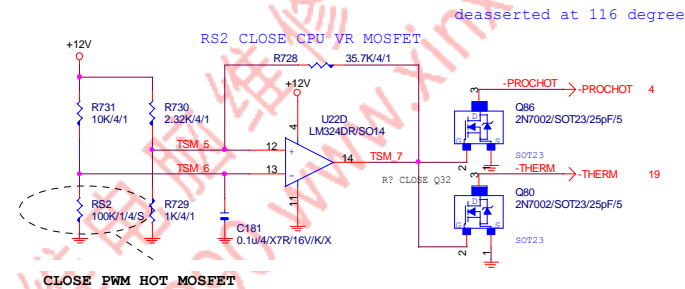 deasserted at 116 degree
RS2 CLOSE CPU VR MOSFET
+12V
R728
35.7K/4/1
+12V
R731
10K/4/1
R730
2.32K/4/1
U22D
LM324DR/SO14
TSM_5
12
+
4
14
TSM_7
TSM_6
13
-
11
RS2
100K/1/4/S
R729
1K/4/1
C181
0.1u/4/X7R/16V/K/X
R? CLOSE Q32
-PROCHOT
-PROCHOT 4
3
Q86
2N7002/SOT23/25pF/5
G
S
SOT23
2
1
-THERM
-THERM 19
3
Q80
2N7002/SOT23/25pF/5
G
S
SOT23
2
1
CLOSE PWM HOT MOSFET